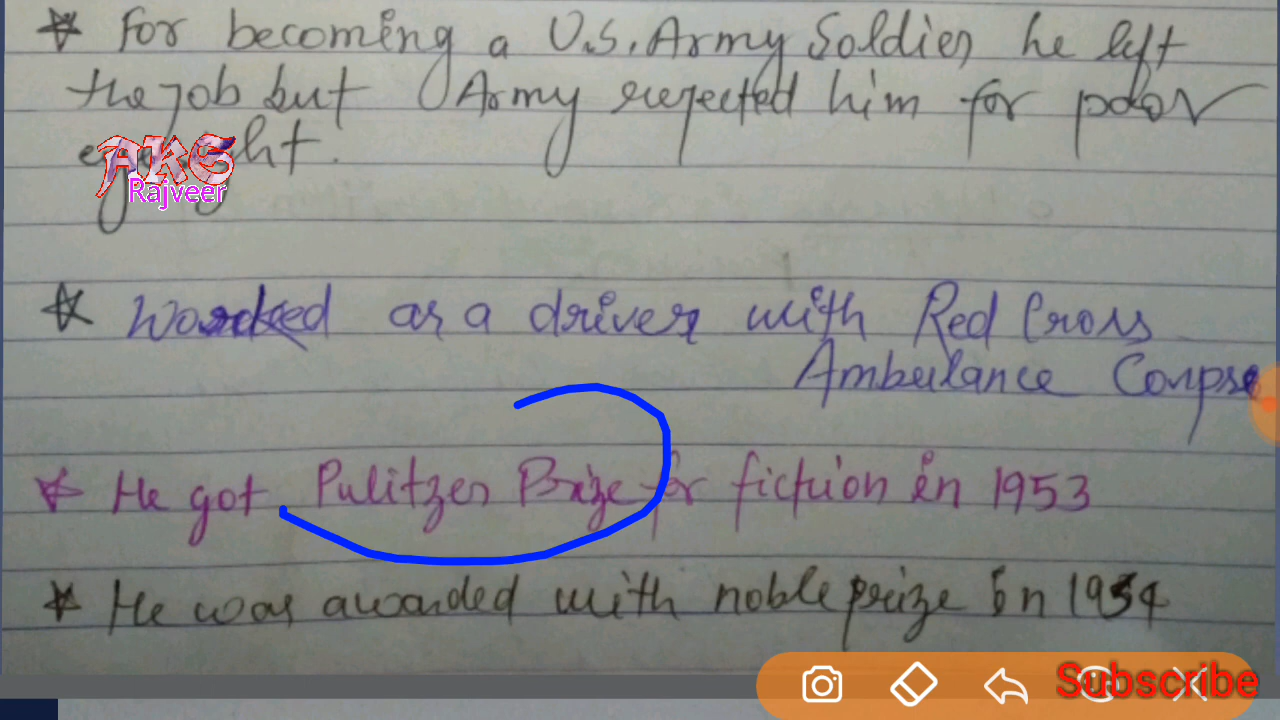 For becoming a U.S. Army Soldier he left
the job but Army rejected him for poor
AKG
Rajveer
Worked as a driver with Red Cross
Ambulance Corpse
He got Pulitzer Prize for fiction in 1953
He was awarded with noble prize in 1954
Subscribe